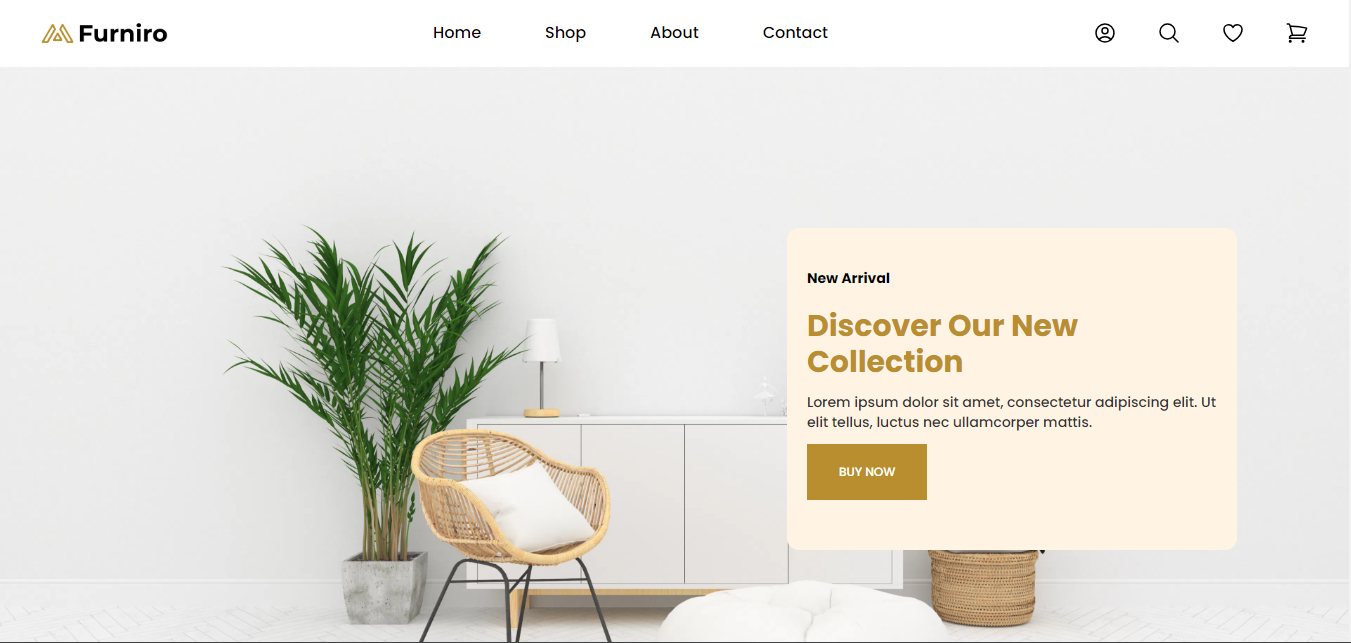 Furniro
Home
Shop
About
Contact
New Arrival
Discover Our New
Collection
Lorem ipsum dolor sit amet, consectetur adipiscing elit. Ut
elit tellus, luctus nec ullamcorper mattis.
BUY NOW